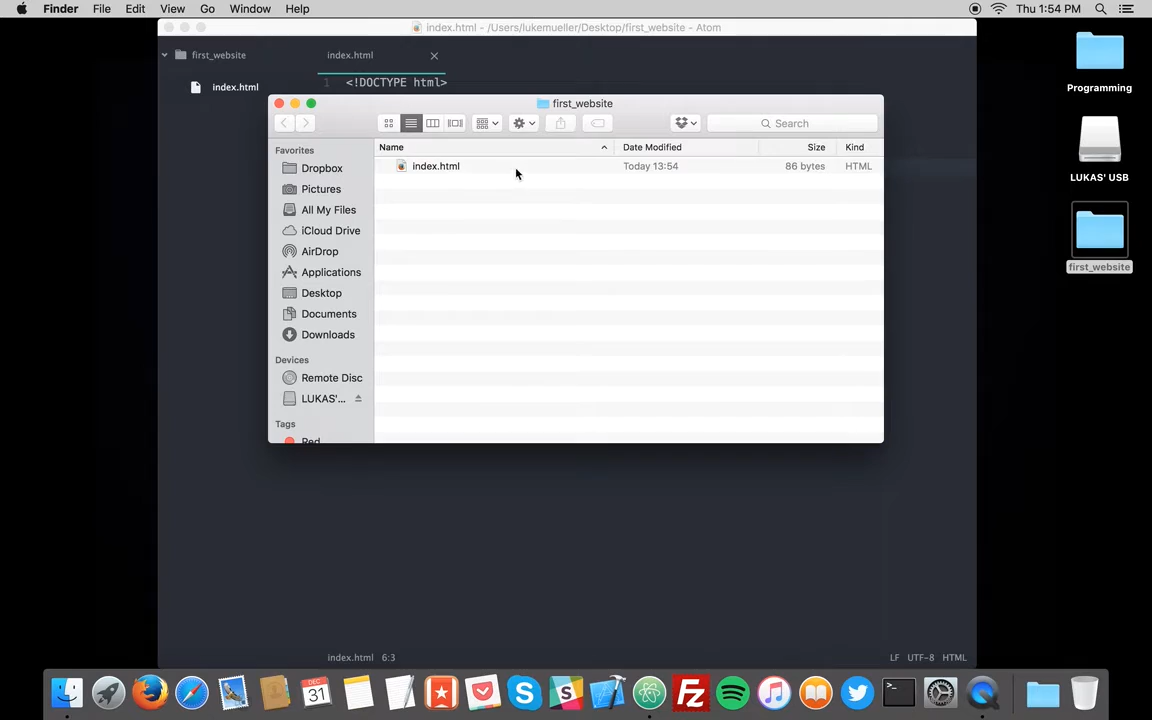 Finder File Edit View Go Window Help Thu 1:54 PM
index.html - /Users/lukemueller/Desktop/first_website - Atom
first_website
index.html
index.html
1 <!DOCTYPE html>
first_website
Search
Name Date Modified Size Kind
index.html Today 13:54 86 bytes HTML
Favorites
Dropbox
Pictures
All My Files
iCloud Drive
AirDrop
Applications
Desktop
Documents
Downloads
Devices
Remote Disc
LUKAS'...
Tags
Red
Programming
LUKAS' USB
first_website
index.html 6:3 LF UTF-8 HTML
DEC
31